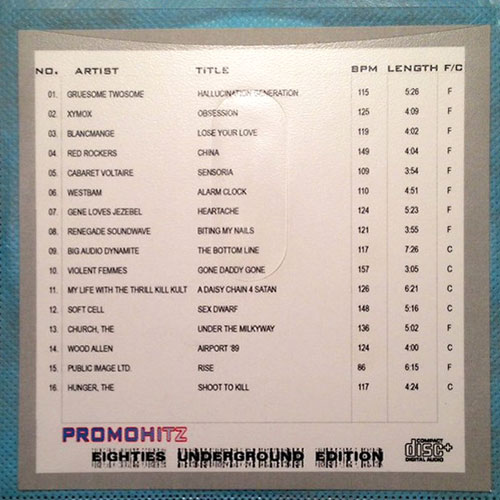 NO. ARTIST TITLE BPM LENGTH F/C
01. GRUESOME TWOSOME HALLUCINATION GENERATION 115 5:26 F
02. XYMOX OBSESSION 125 4:09 F
03. BLANCMANGE LOSE YOUR LOVE 119 4:02 F
04. RED ROCKERS CHINA 149 4:04 F
05. CABARET VOLTAIRE SENSORIA 109 3:54 F
06. WESTBAM ALARM CLOCK 110 4:51 F
07. GENE LOVES JEZEBEL HEARTACHE 124 5:23 F
08. RENEGADE SOUNDWAVE BITING MY NAILS 121 3:55 F
09. BIG AUDIO DYNAMITE THE BOTTOM LINE 117 7:26 C
10. VIOLENT FEMMES GONE DADDY GONE 157 3:05 C
11. MY LIFE WITH THE THRILL KILL KULT A DAISY CHAIN 4 SATAN 126 6:21 C
12. SOFT CELL SEX DWARF 148 5:16 C
13. CHURCH, THE UNDER THE MILKYWAY 136 5:02 F
14. WOOD ALLEN AIRPORT '89 124 4:00 C
15. PUBLIC IMAGE LTD. RISE 86 6:15 F
16. HUNGER, THE SHOOT TO KILL 117 4:24 C
PROMOHITZ
EIGHTIES UNDERGROUND EDITION
COMPACT
disc+
DIGITAL AUDIO